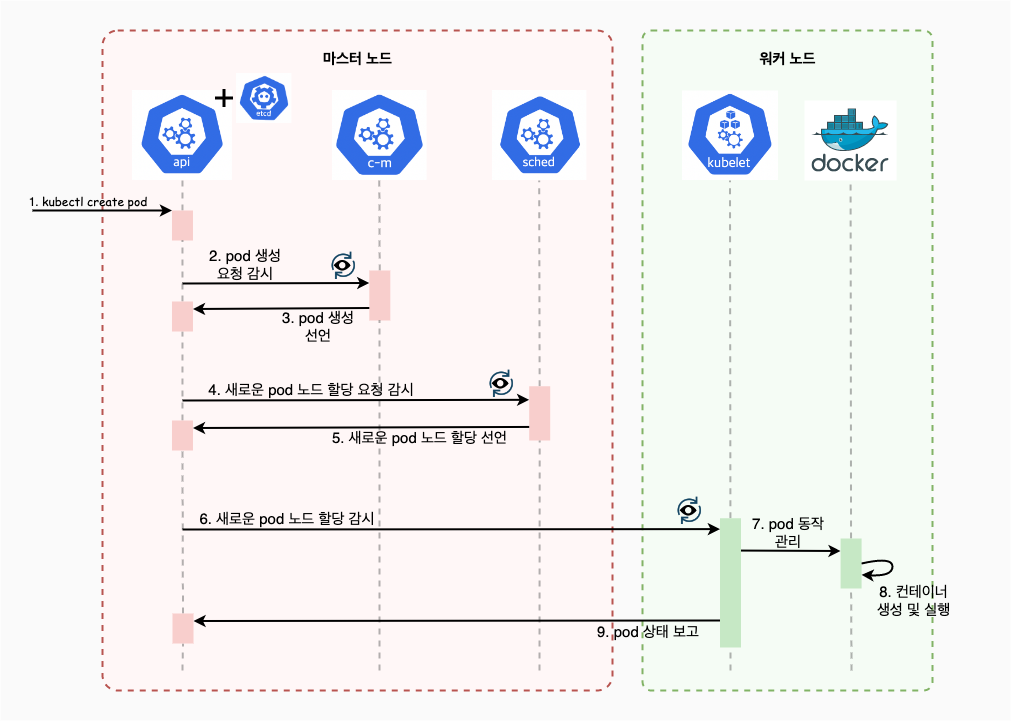 마스터 노드
워커 노드
etcd
api
c-m
sched
kubelet
docker
1. kubectl create pod
2. pod 생성
요청 감시
3. pod 생성
선언
4. 새로운 pod 노드 할당 요청 감시
5. 새로운 pod 노드 할당 선언
6. 새로운 pod 노드 할당 감시
7. pod 동작
관리
8. 컨테이너
생성 및 실행
9. pod 상태 보고